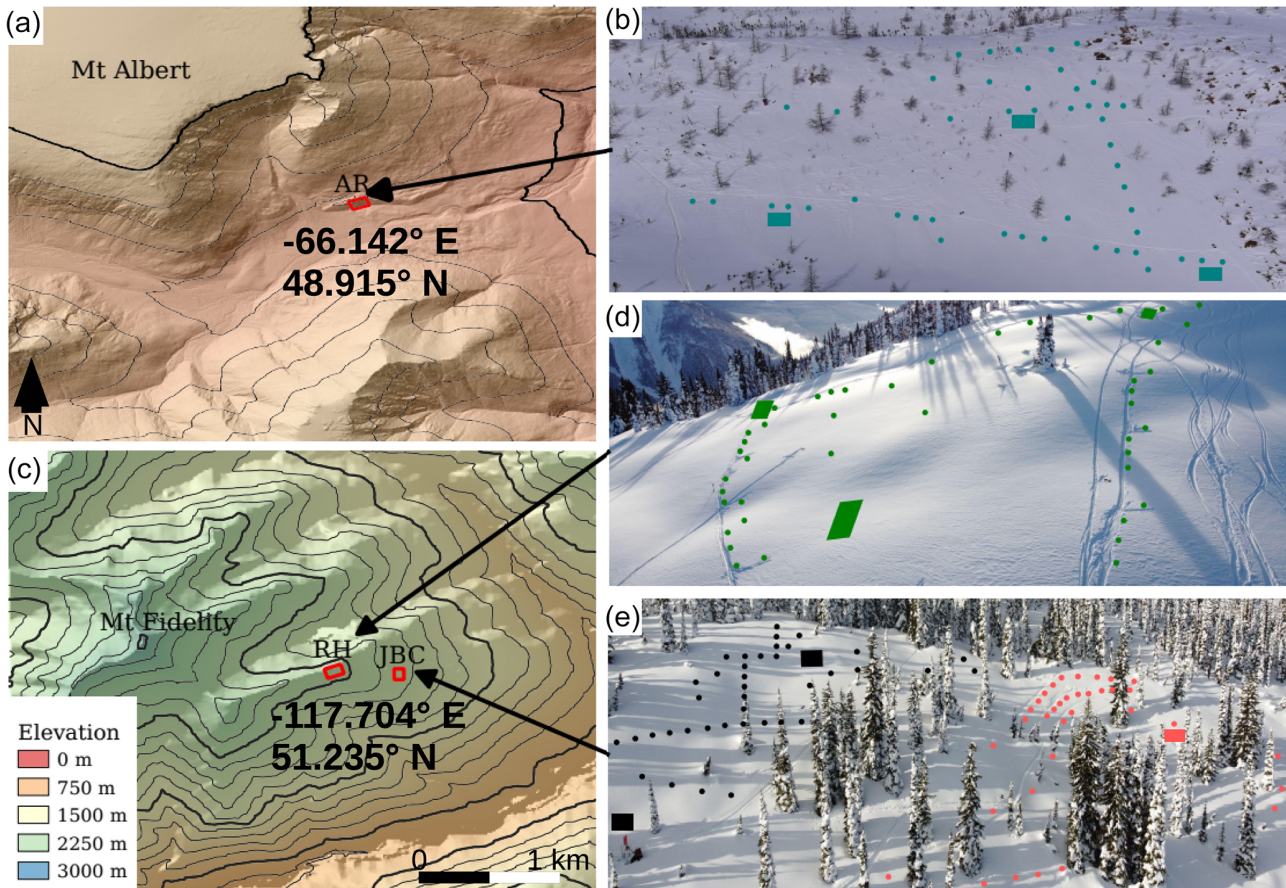 (a)
Mt Albert
AR
-66.142° E
48.915° N
N
(b)
(c)
Mt Fidelity
RH
JBC
-117.704° E
51.235° N
Elevation
0 m
750 m
1500 m
2250 m
3000 m
0 1 km
(d)
(e)